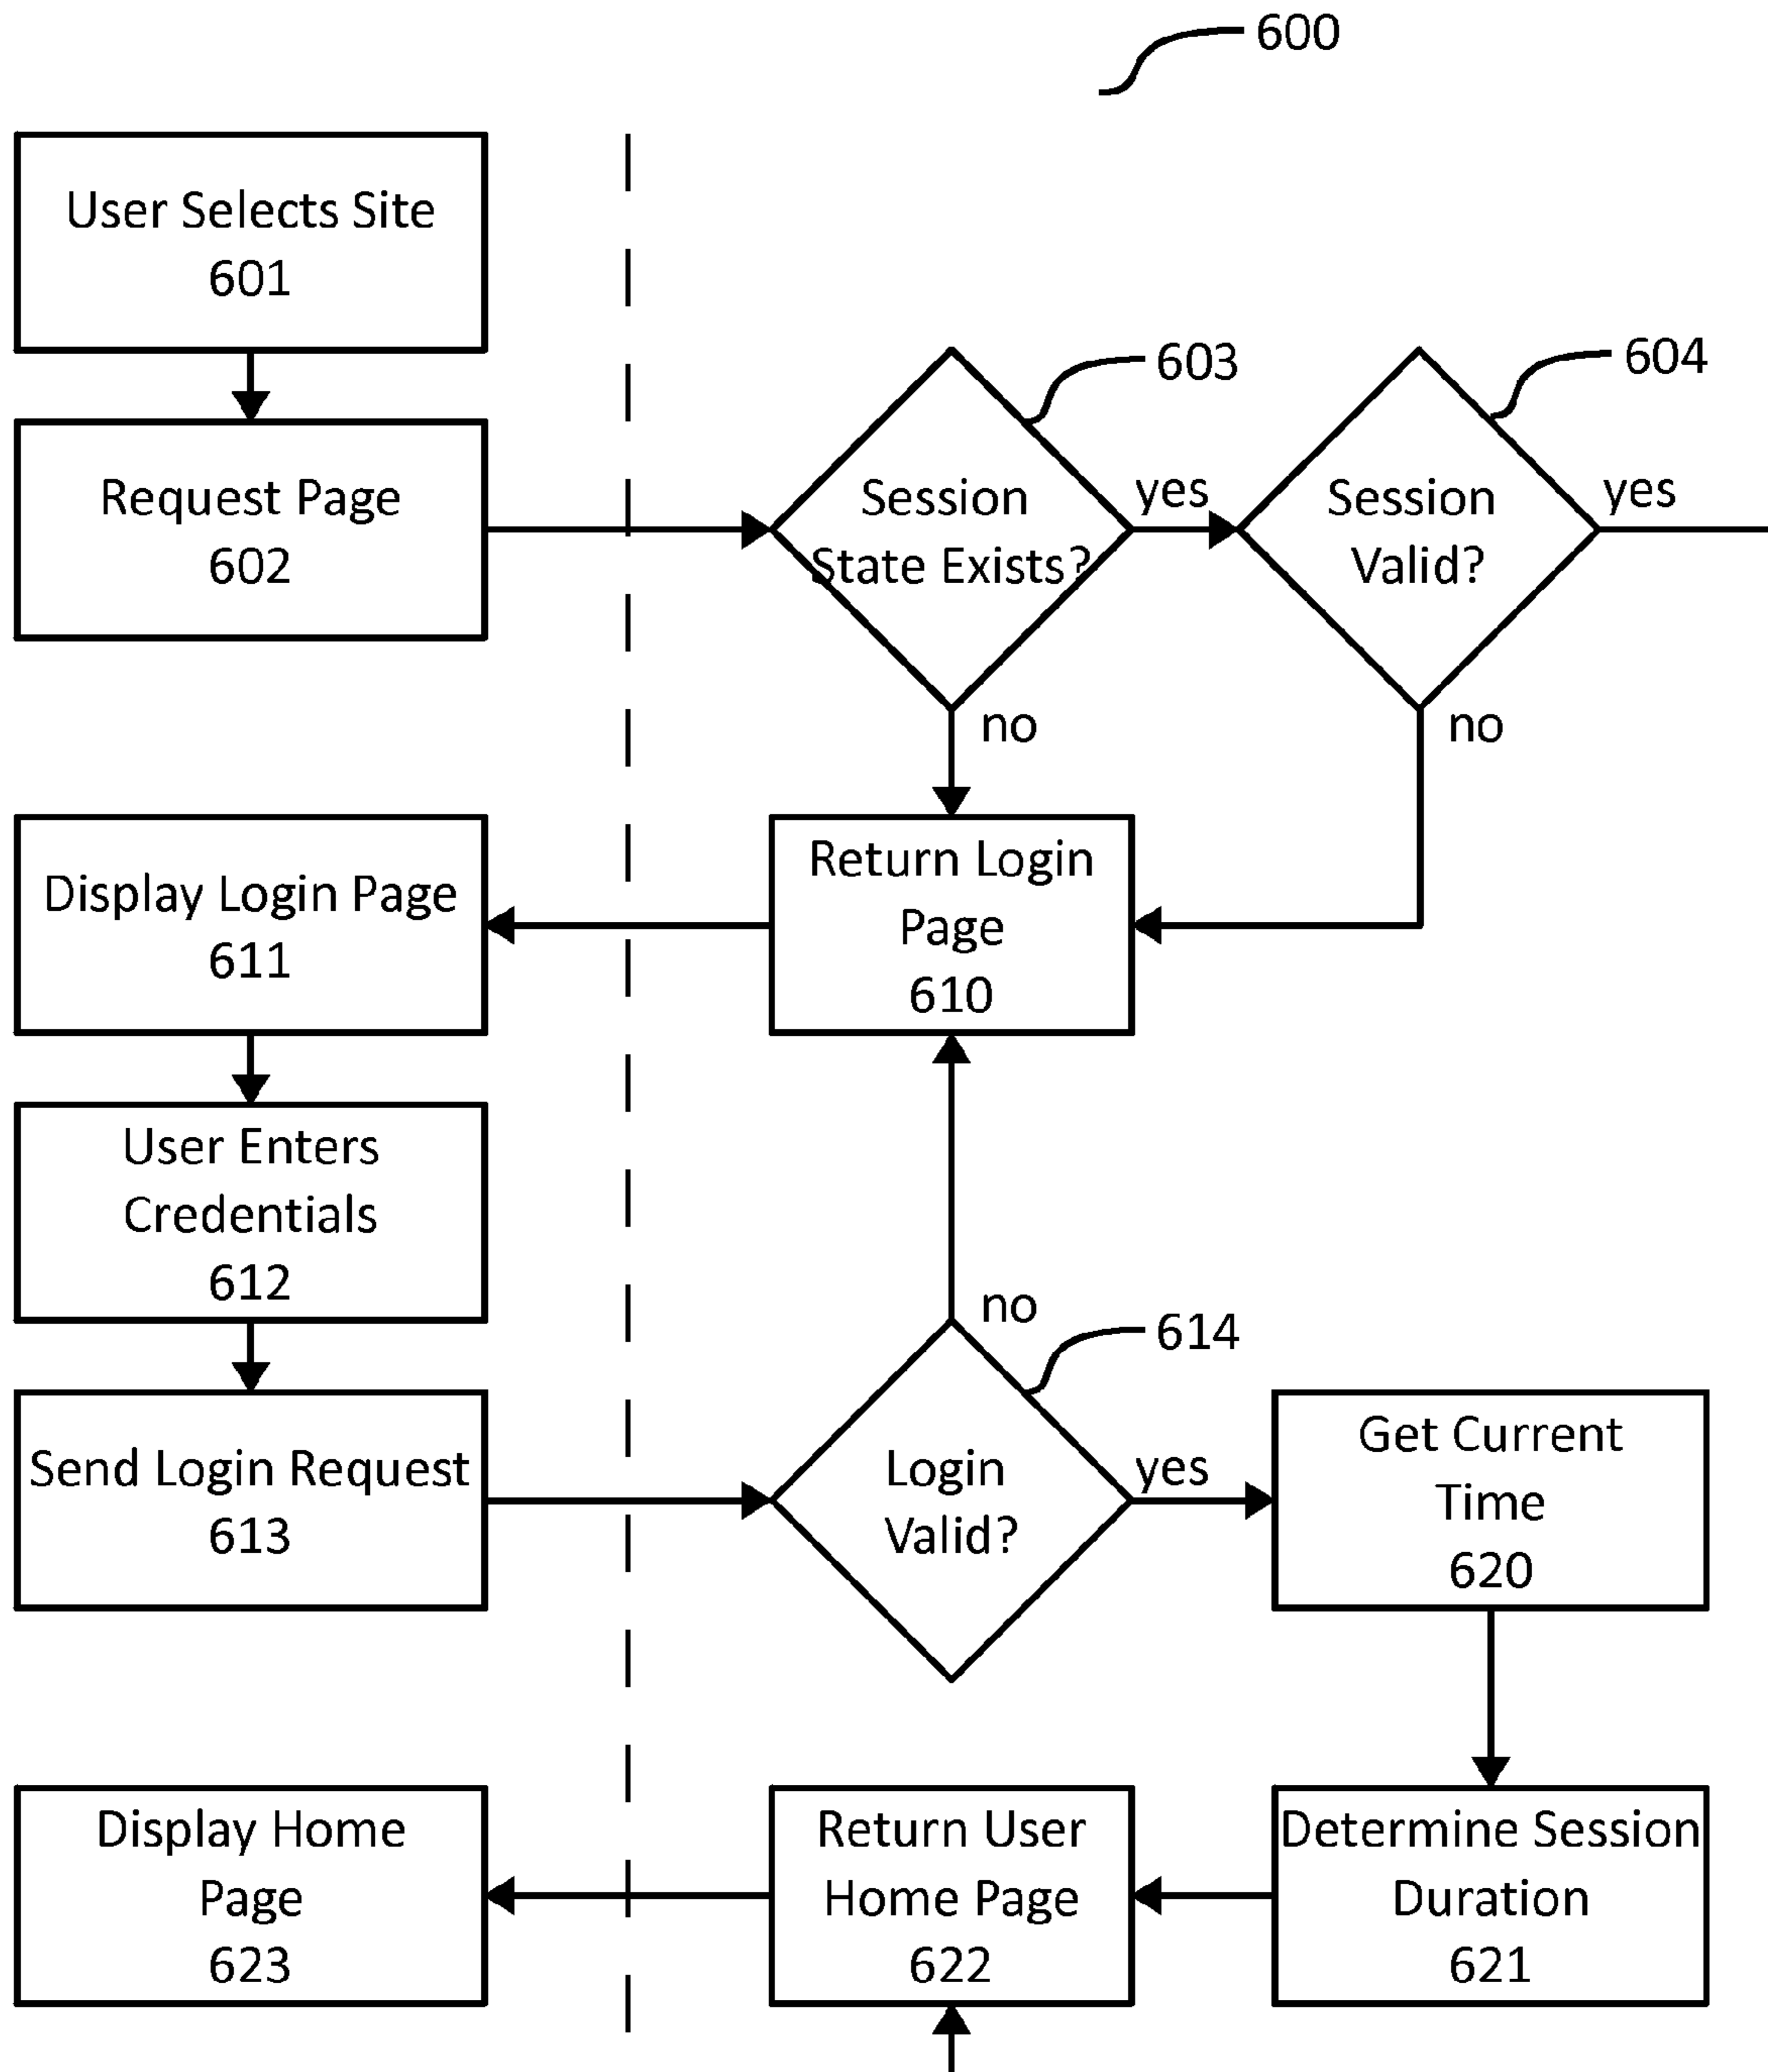 600
User Selects Site
601
603
604
Request Page
602
Session
State Exists?
yes
Session
Valid?
yes
no
no
Display Login Page
611
Return Login
Page
610
User Enters
Credentials
612
no
614
Send Login Request
613
Login
Valid?
yes
Get Current
Time
620
Display Home
Page
623
Return User
Home Page
622
Determine Session
Duration
621